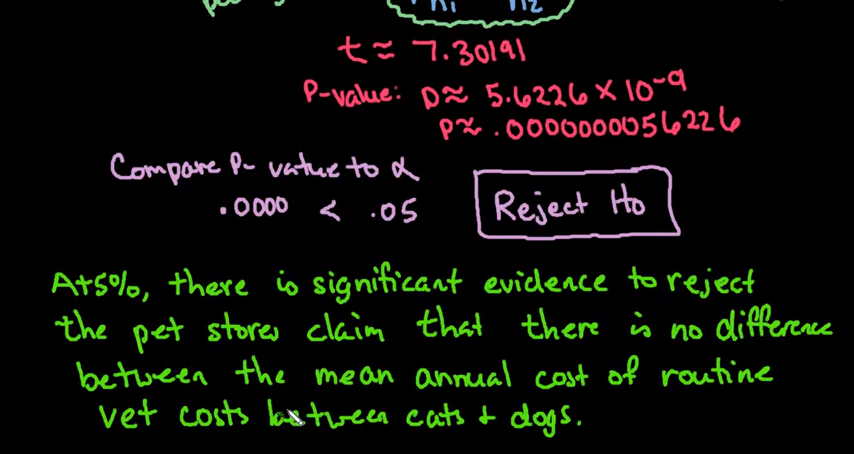 n1 n2
t ≈ 7.30191
P-value: p ≈ 5.6226 × 10^-9
P ≈ .0000000056226
Compare P- value to α
.0000 < .05
Reject Ho
At 5%, there is significant evidence to reject
the pet stores claim that there is no difference
between the mean annual cost of routine
vet costs between cats + dogs.